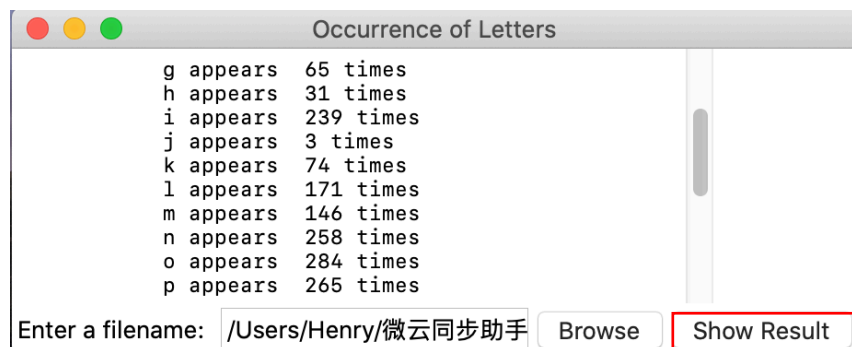 Occurrence of Letters
g appears  65 times
h appears  31 times
i appears  239 times
j appears  3 times
k appears  74 times
l appears  171 times
m appears  146 times
n appears  258 times
o appears  284 times
p appears  265 times
Enter a filename: /Users/Henry/微云同步助手 Browse Show Result